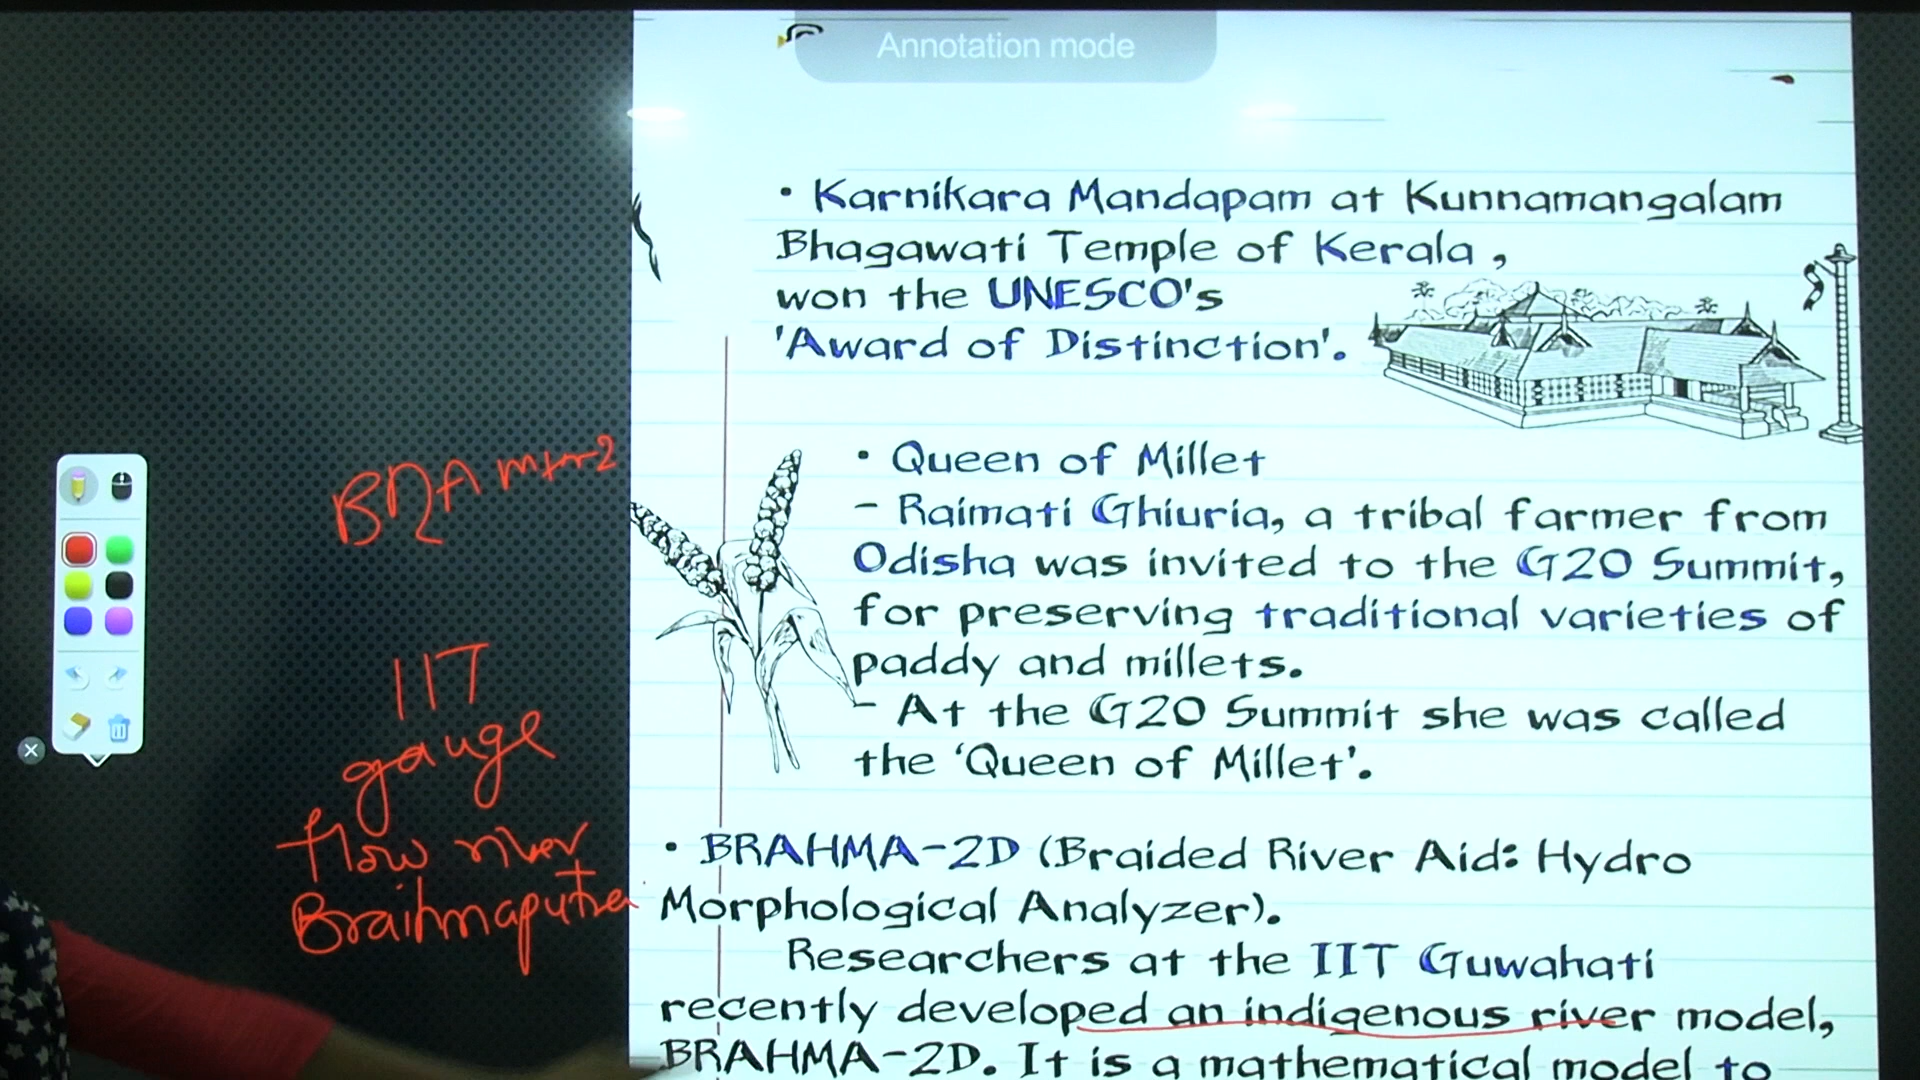 Annotation mode
• Karnikara Mandapam at Kunnamangalam
Bhagawati Temple of Kerala,
won the UNESCO's
'Award of Distinction'.
• Queen of Millet
- Raimati Ghiuria, a tribal farmer from
Odisha was invited to the G20 Summit,
for preserving traditional varieties of
paddy and millets.
- At the G20 Summit she was called
the 'Queen of Millet'.
• BRAHMA-2D (Braided River Aid: Hydro
Morphological Analyzer).
Researchers at the IIT Guwahati
recently developed an indigenous river model,
BRAHMA-2D. It is a mathematical model to
IIT
gauge
flow river